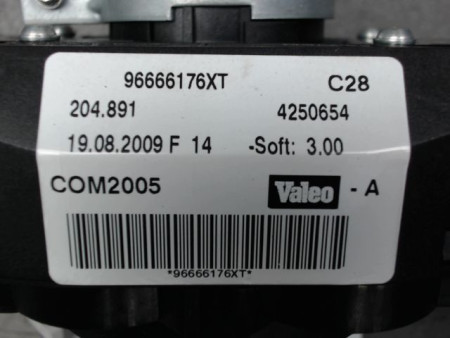 96666176XT C28
204.891 4250654
19.08.2009 F 14 -Soft: 3.00
COM2005 Valeo - A
*96666176XT*